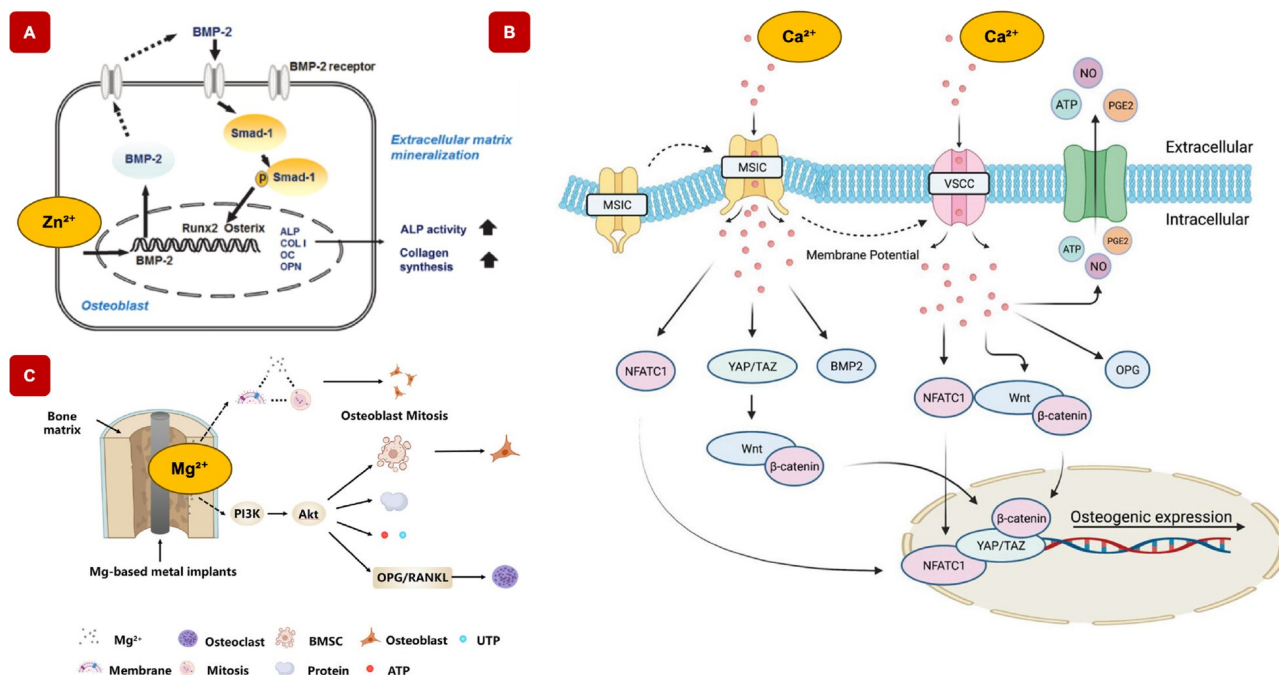 A
BMP-2
BMP-2 receptor
Smad-1
BMP-2
p
Smad-1
Extracellular matrix
mineralization
Zn²⁺
Runx2 Osterix
BMP-2
ALP
COL I
OC
OPN
ALP activity
Collagen
synthesis
Osteoblast
B
Ca²⁺
Ca²⁺
NO
ATP
PGE2
MSIC
MSIC
VSCC
Extracellular
Intracellular
Membrane Potential
ATP
PGE2
NO
NFATC1
YAP/TAZ
BMP2
OPG
NFATC1
Wnt
β-catenin
Wnt
β-catenin
β-catenin
YAP/TAZ
NFATC1
Osteogenic expression
C
Bone
matrix
Osteoblast Mitosis
Mg²⁺
PI3K
Akt
Mg-based metal implants
OPG/RANKL
Mg²⁺
Osteoclast
BMSC
Osteoblast
UTP
Membrane
Mitosis
Protein
ATP